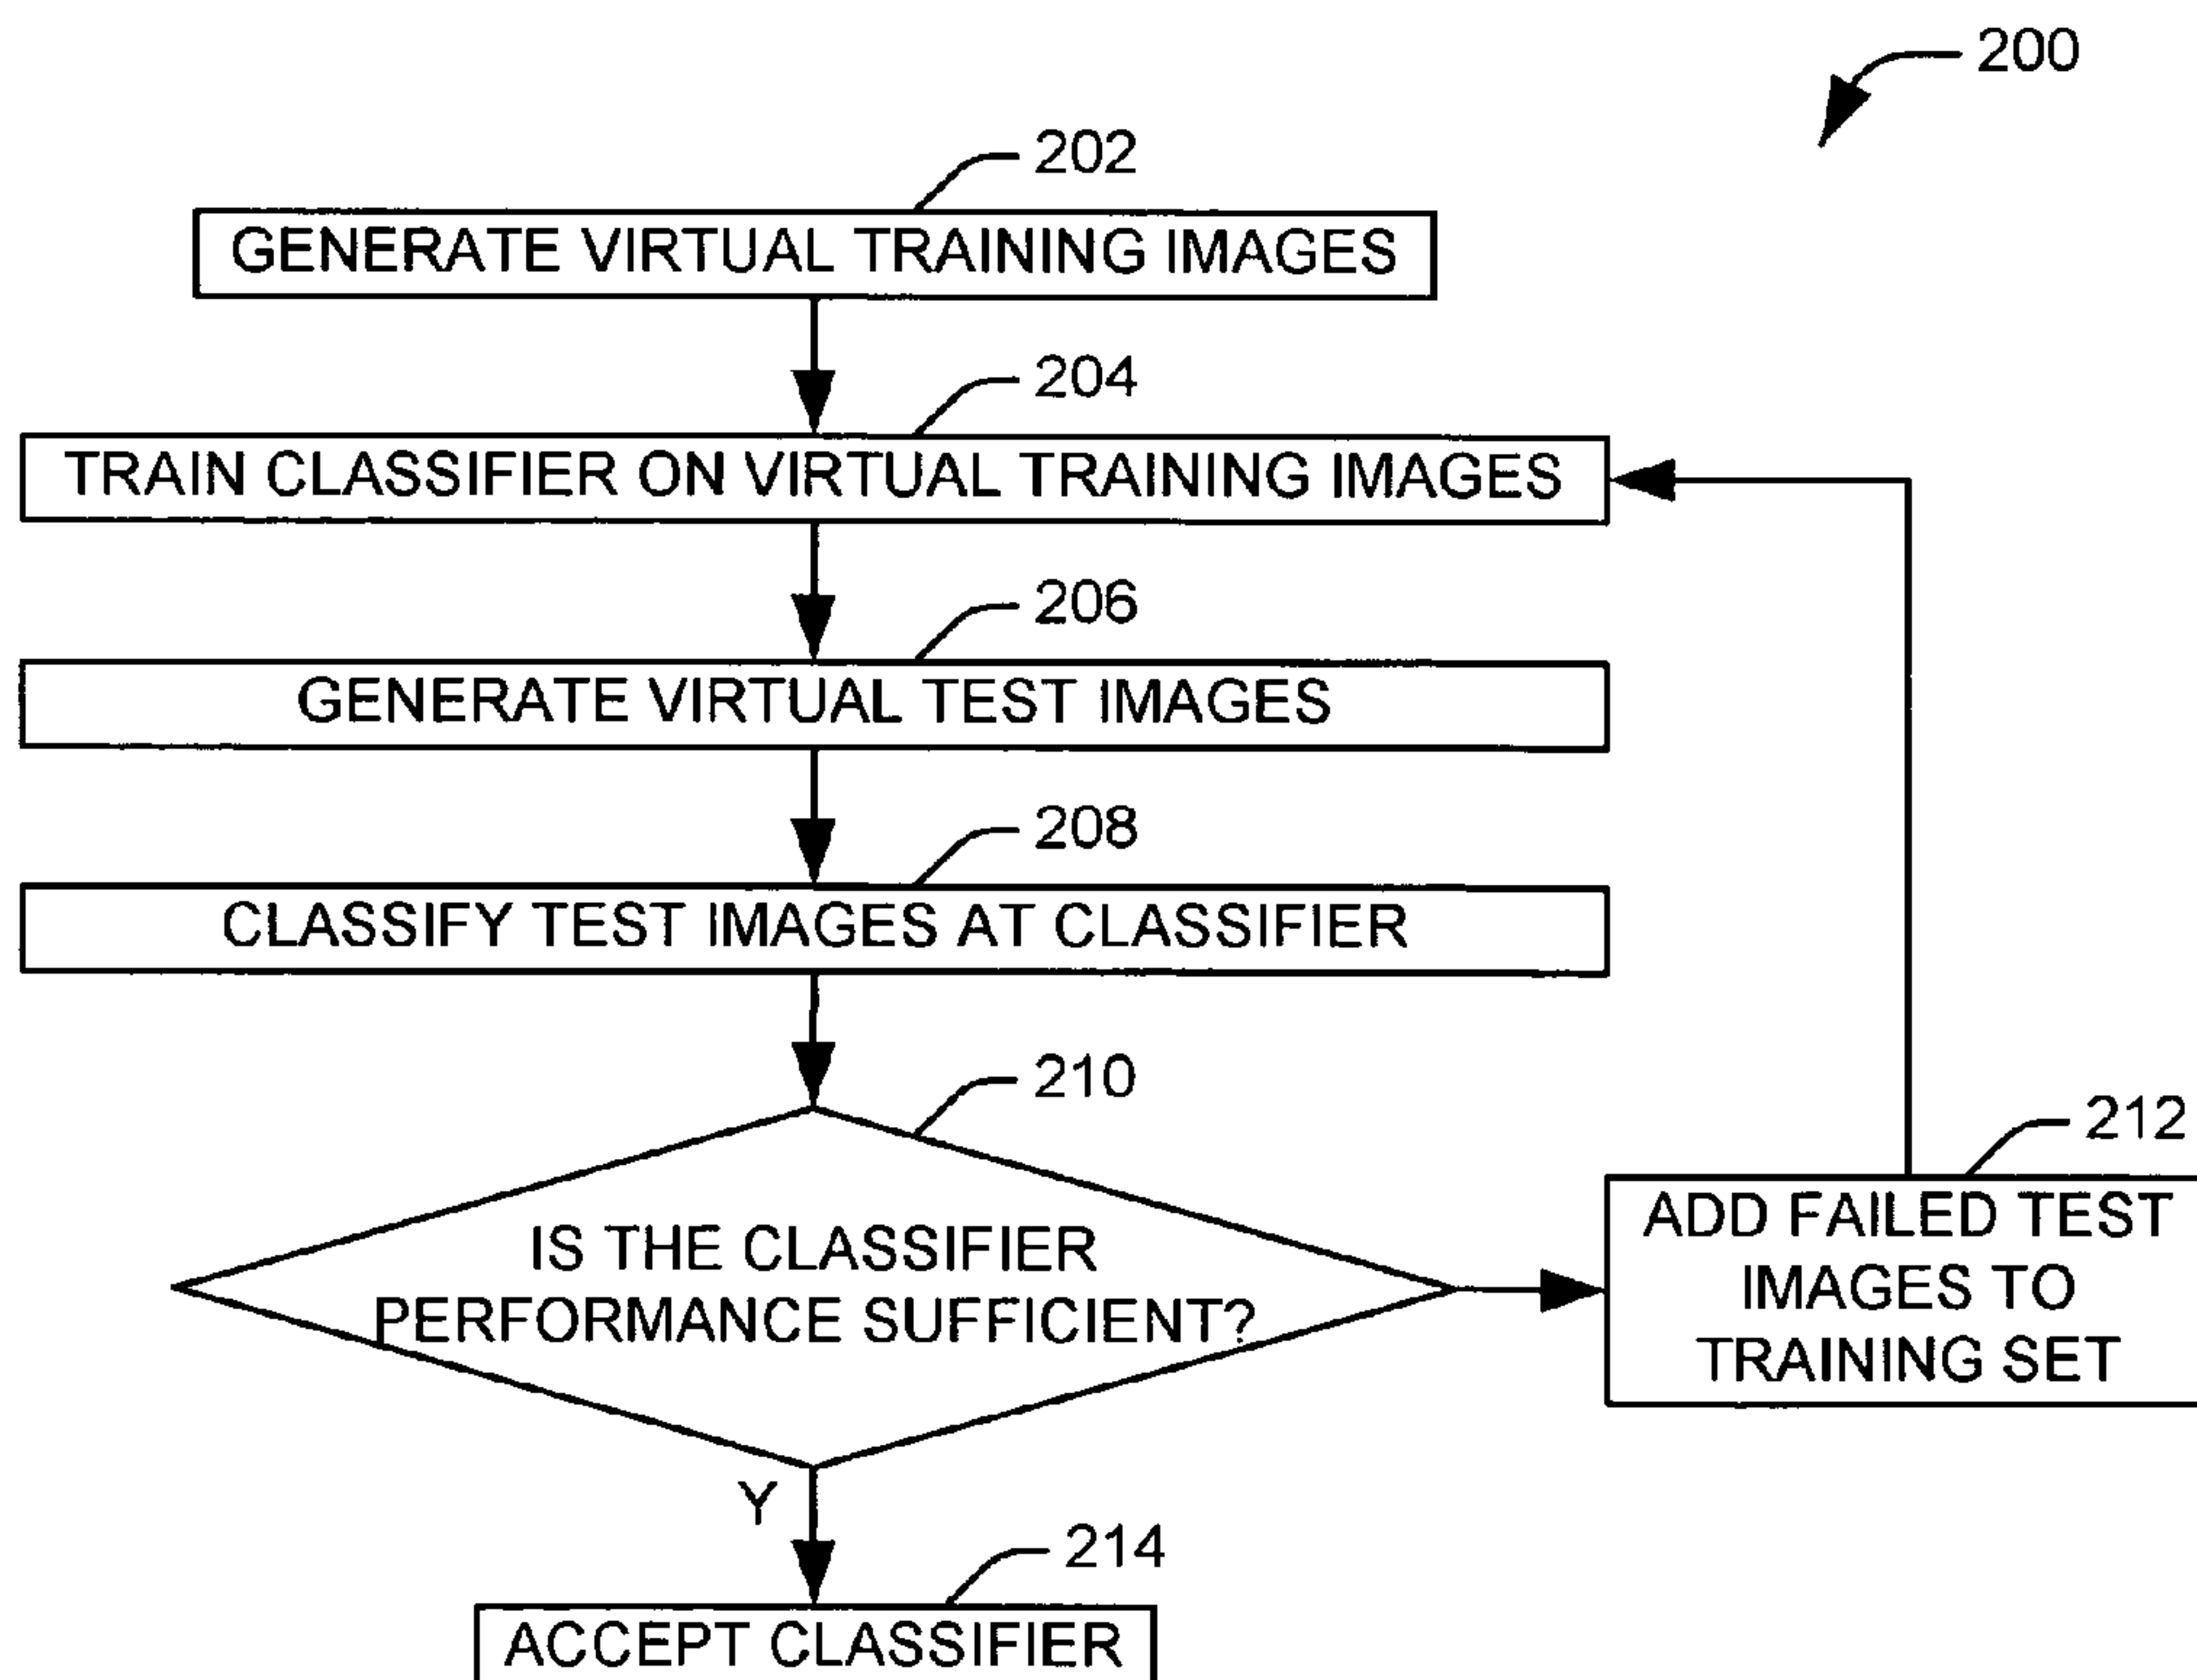 200
202
GENERATE VIRTUAL TRAINING IMAGES
204
TRAIN CLASSIFIER ON VIRTUAL TRAINING IMAGES
206
GENERATE VIRTUAL TEST IMAGES
208
CLASSIFY TEST IMAGES AT CLASSIFIER
210
IS THE CLASSIFIER
PERFORMANCE SUFFICIENT?
212
ADD FAILED TEST
IMAGES TO
TRAINING SET
Y
214
ACCEPT CLASSIFIER